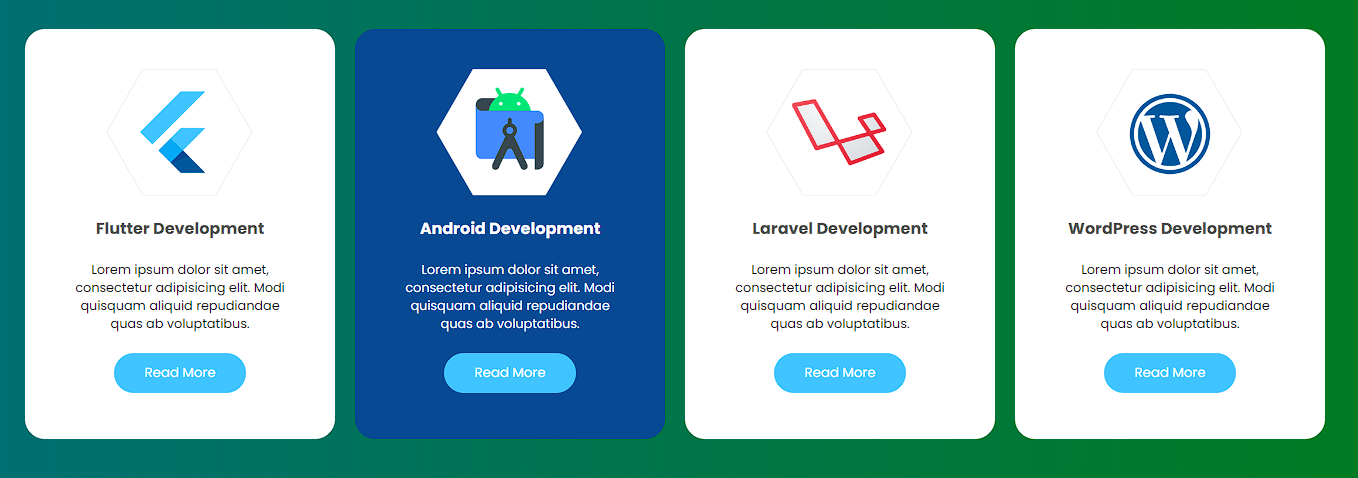 Flutter Development
Lorem ipsum dolor sit amet,
consectetur adipisicing elit. Modi
quisquam aliquid repudiandae
quas ab voluptatibus.
Read More
Android Development
Lorem ipsum dolor sit amet,
consectetur adipisicing elit. Modi
quisquam aliquid repudiandae
quas ab voluptatibus.
Read More
Laravel Development
Lorem ipsum dolor sit amet,
consectetur adipisicing elit. Modi
quisquam aliquid repudiandae
quas ab voluptatibus.
Read More
WordPress Development
Lorem ipsum dolor sit amet,
consectetur adipisicing elit. Modi
quisquam aliquid repudiandae
quas ab voluptatibus.
Read More